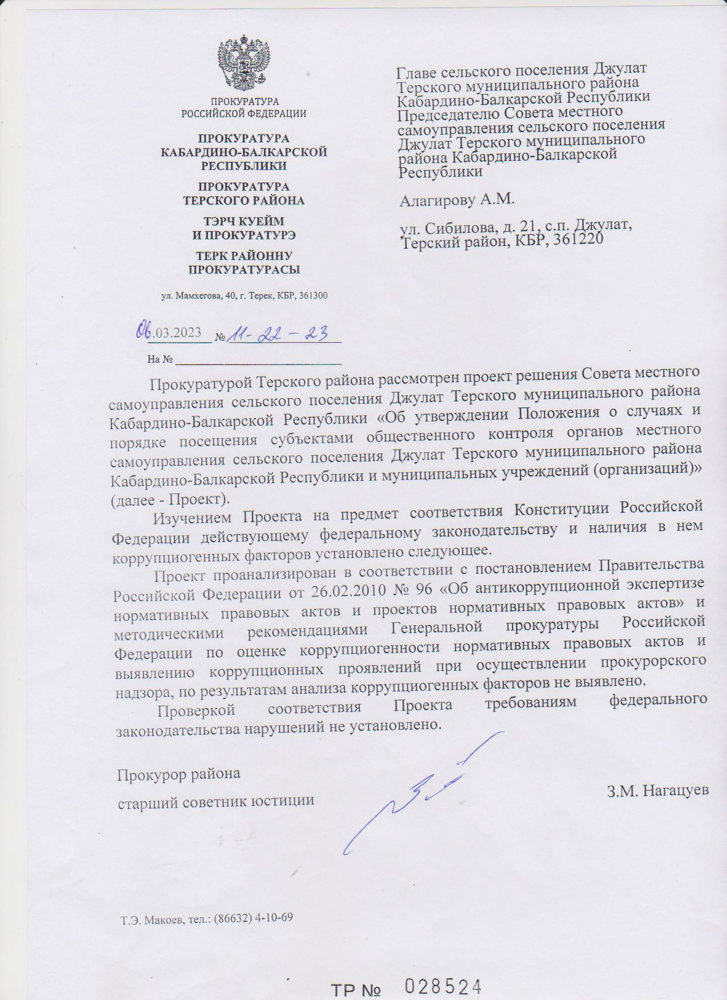 ПРОКУРАТУРА
РОССИЙСКОЙ ФЕДЕРАЦИИ
ПРОКУРАТУРА
КАБАРДИНО-БАЛКАРСКОЙ
РЕСПУБЛИКИ
ПРОКУРАТУРА
ТЕРСКОГО РАЙОНА
ТЭРЧ КУЕЙМ
И ПРОКУРАТУРЭ
ТЕРК РАЙОННУ
ПРОКУРАТУРАСЫ
ул. Мамхегова, 40, г. Терек, КБР, 361300
06.03.2023 № 11-22-23
На №
Главе сельского поселения Джулат
Терского муниципального района
Кабардино-Балкарской Республики
Председателю Совета местного
самоуправления сельского поселения
Джулат Терского муниципального
района Кабардино-Балкарской
Республики
Алагирову А.М.
ул. Сибилова, д. 21, с.п. Джулат,
Терский район, КБР, 361220
Прокуратурой Терского района рассмотрен проект решения Совета местного
самоуправления сельского поселения Джулат Терского муниципального района
Кабардино-Балкарской Республики «Об утверждении Положения о случаях и
порядке посещения субъектами общественного контроля органов местного
самоуправления сельского поселения Джулат Терского муниципального района
Кабардино-Балкарской Республики и муниципальных учреждений (организаций)»
(далее - Проект).
Изучением Проекта на предмет соответствия Конституции Российской
Федерации действующему федеральному законодательству и наличия в нем
коррупциогенных факторов установлено следующее.
Проект проанализирован в соответствии с постановлением Правительства
Российской Федерации от 26.02.2010 № 96 «Об антикоррупционной экспертизе
нормативных правовых актов и проектов нормативных правовых актов» и
методическими рекомендациями Генеральной прокуратуры Российской
Федерации по оценке коррупциогенности нормативных правовых актов и
выявлению коррупционных проявлений при осуществлении прокурорского
надзора, по результатам анализа коррупциогенных факторов не выявлено.
Проверкой соответствия Проекта требованиям федерального
законодательства нарушений не установлено.
Прокурор района
старший советник юстиции
З.М. Нагацуев
Т.Э. Макоев, тел.: (86632) 4-10-69
ТР № 028524